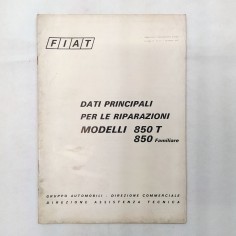 FIAT
DATI PRINCIPALI
PER LE RIPARAZIONI
MODELLI 850 T
850 Familiare
GRUPPO AUTOMOBILI - DIREZIONE COMMERCIALE
DIREZIONE ASSISTENZA TECNICA